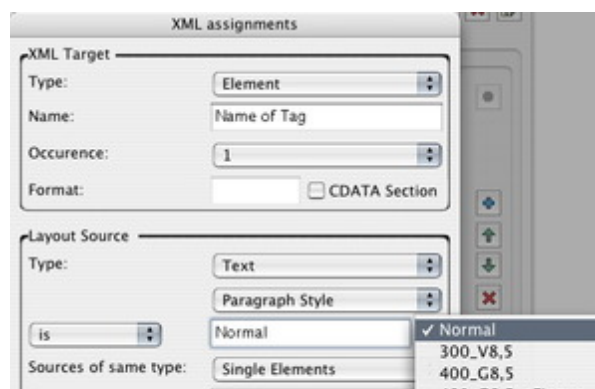 XML assignments
XML Target
Type: Element
Name: Name of Tag
Occurence: 1
Format: CDATA Section
Layout Source
Type: Text
Paragraph Style
is Normal ✓ Normal
300_V8,5
Sources of same type: Single Elements 400_G8,5